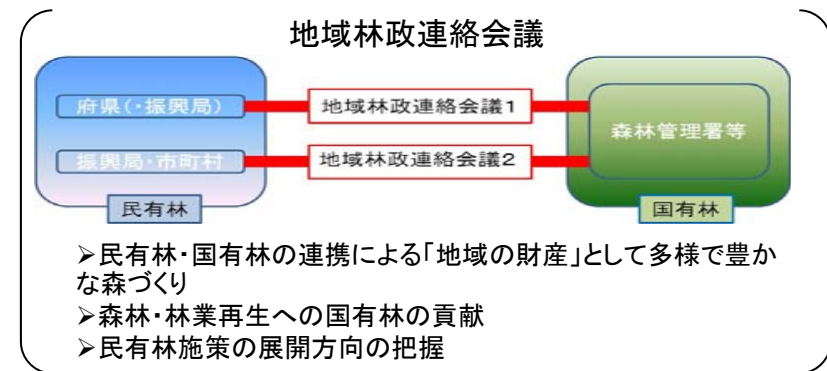 地域林政連絡会議
府県(・振興局)
地域林政連絡会議1
森林管理署等
振興局・市町村
地域林政連絡会議2
民有林
国有林
➢民有林・国有林の連携による「地域の財産」として多様で豊か
な森づくり
➢森林・林業再生への国有林の貢献
➢民有林施策の展開方向の把握